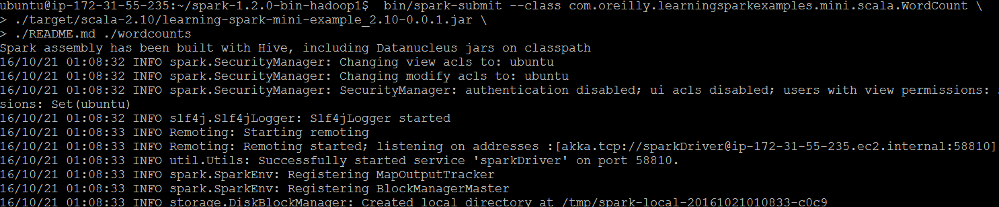 ubuntu@ip-172-31-55-235:~/spark-1.2.0-bin-hadoop1$  bin/spark-submit --class com.oreilly.learningsparkexamples.mini.scala.WordCount \
> ./target/scala-2.10/learning-spark-mini-example_2.10-0.0.1.jar \
> ./README.md ./wordcounts
Spark assembly has been built with Hive, including Datanucleus jars on classpath
16/10/21 01:08:32 INFO spark.SecurityManager: Changing view acls to: ubuntu
16/10/21 01:08:32 INFO spark.SecurityManager: Changing modify acls to: ubuntu
16/10/21 01:08:32 INFO spark.SecurityManager: SecurityManager: authentication disabled; ui acls disabled; users with view permissions:
sions: Set(ubuntu)
16/10/21 01:08:32 INFO slf4j.Slf4jLogger: Slf4jLogger started
16/10/21 01:08:33 INFO Remoting: Starting remoting
16/10/21 01:08:33 INFO Remoting: Remoting started; listening on addresses :[akka.tcp://sparkDriver@ip-172-31-55-235.ec2.internal:58810]
16/10/21 01:08:33 INFO util.Utils: Successfully started service 'sparkDriver' on port 58810.
16/10/21 01:08:33 INFO spark.SparkEnv: Registering MapOutputTracker
16/10/21 01:08:33 INFO spark.SparkEnv: Registering BlockManagerMaster
16/10/21 01:08:33 INFO storage.DiskBlockManager: Created local directory at /tmp/spark-local-20161021010833-c0c9